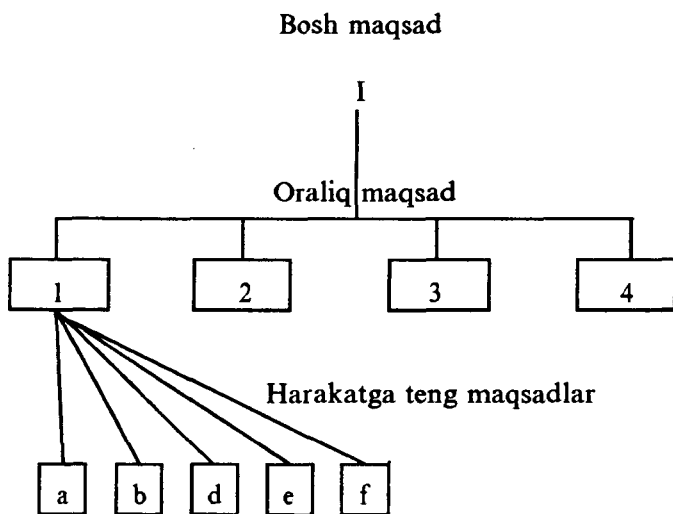 Bosh maqsad
I
Oraliq maqsad
1 2 3 4
Harakatga teng maqsadlar
a b d e f